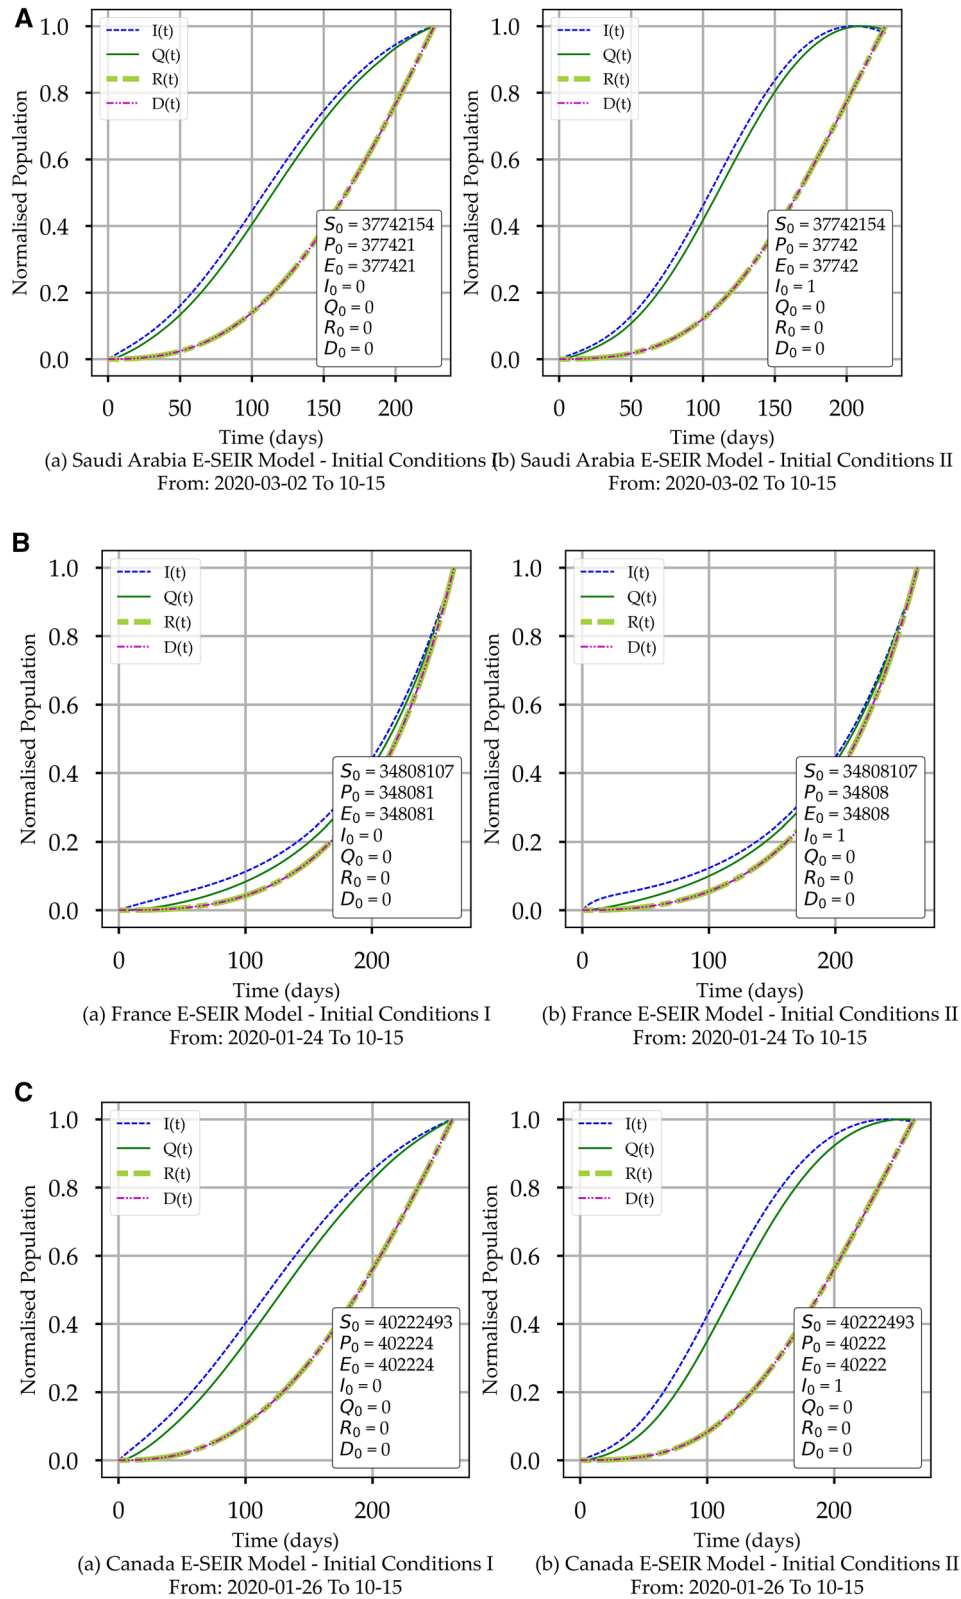 A
1.0
0.8
0.6
0.4
0.2
0.0
Normalised Population
I(t)
Q(t)
R(t)
D(t)
S0 = 37742154
P0 = 377421
E0 = 377421
I0 = 0
Q0 = 0
R0 = 0
D0 = 0
0 50 100 150 200
Time (days)
(a) Saudi Arabia E-SEIR Model - Initial Conditions I
From: 2020-03-02 To 10-15
1.0
0.8
0.6
0.4
0.2
0.0
Normalised Population
I(t)
Q(t)
R(t)
D(t)
S0 = 37742154
P0 = 37742
E0 = 37742
I0 = 1
Q0 = 0
R0 = 0
D0 = 0
0 50 100 150 200
Time (days)
(b) Saudi Arabia E-SEIR Model - Initial Conditions II
From: 2020-03-02 To 10-15
B
1.0
0.8
0.6
0.4
0.2
0.0
Normalised Population
I(t)
Q(t)
R(t)
D(t)
S0 = 34808107
P0 = 348081
E0 = 348081
I0 = 0
Q0 = 0
R0 = 0
D0 = 0
0 100 200
Time (days)
(a) France E-SEIR Model - Initial Conditions I
From: 2020-01-24 To 10-15
1.0
0.8
0.6
0.4
0.2
0.0
Normalised Population
I(t)
Q(t)
R(t)
D(t)
S0 = 34808107
P0 = 34808
E0 = 34808
I0 = 1
Q0 = 0
R0 = 0
D0 = 0
0 100 200
Time (days)
(b) France E-SEIR Model - Initial Conditions II
From: 2020-01-24 To 10-15
C
1.0
0.8
0.6
0.4
0.2
0.0
Normalised Population
I(t)
Q(t)
R(t)
D(t)
S0 = 40222493
P0 = 402224
E0 = 402224
I0 = 0
Q0 = 0
R0 = 0
D0 = 0
0 100 200
Time (days)
(a) Canada E-SEIR Model - Initial Conditions I
From: 2020-01-26 To 10-15
1.0
0.8
0.6
0.4
0.2
0.0
Normalised Population
I(t)
Q(t)
R(t)
D(t)
S0 = 40222493
P0 = 40222
E0 = 40222
I0 = 1
Q0 = 0
R0 = 0
D0 = 0
0 100 200
Time (days)
(b) Canada E-SEIR Model - Initial Conditions II
From: 2020-01-26 To 10-15